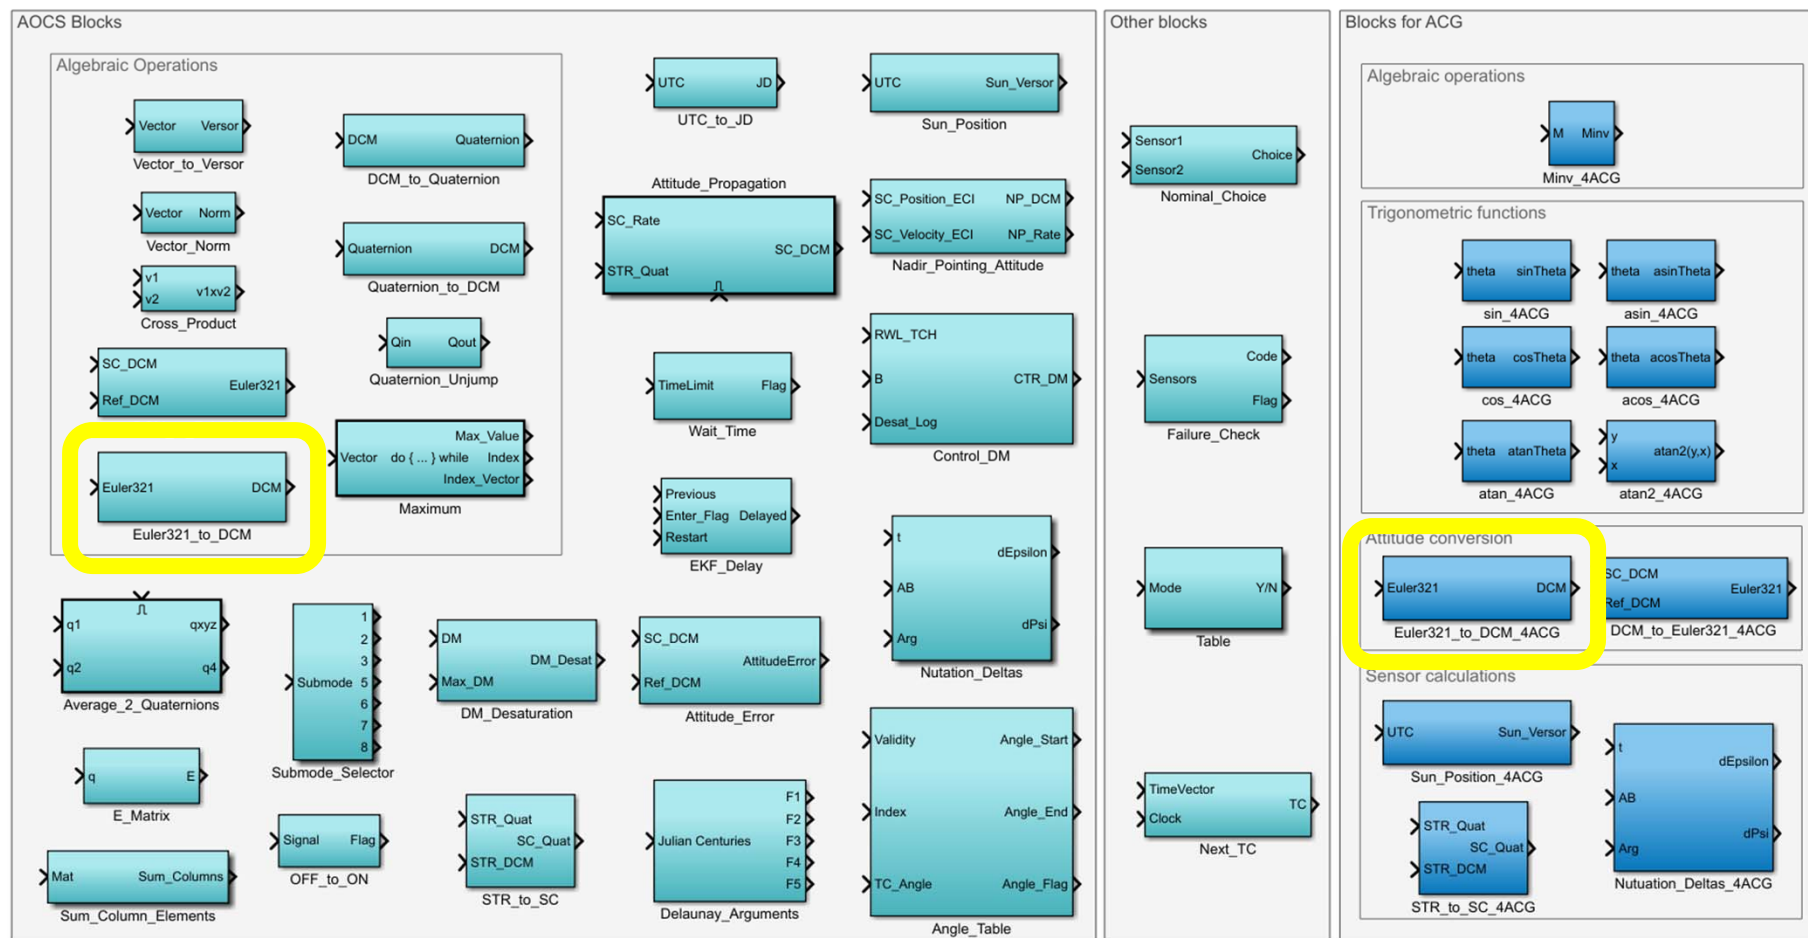 AOCS Blocks
Algebraic Operations
Vector Versor
Vector_to_Versor
DCM Quaternion
DCM_to_Quaternion
Vector Norm
Vector_Norm
Quaternion DCM
Quaternion_to_DCM
v1
v2
v1xv2
Cross_Product
Qin Qout
Quaternion_Unjump
SC_DCM
Ref_DCM
Euler321
Euler321 DCM
Euler321_to_DCM
Vector do { ... } while
Max_Value
Index
Index_Vector
Maximum
UTC JD
UTC_to_JD
UTC Sun_Versor
Sun_Position
Attitude_Propagation
SC_Rate
STR_Quat
SC_DCM
SC_Position_ECI NP_DCM
SC_Velocity_ECI NP_Rate
Nadir_Pointing_Attitude
TimeLimit Flag
Wait_Time
RWL_TCH
B
Desat_Log
CTR_DM
Control_DM
Previous
Enter_Flag Delayed
Restart
EKF_Delay
t
AB
Arg
dEpsilon
dPsi
Nutation_Deltas
q1 qxyz
q2 q4
Average_2_Quaternions
Submode
1
2
3
5
6
7
8
Submode_Selector
DM
Max_DM
DM_Desat
DM_Desaturation
SC_DCM
Ref_DCM
AttitudeError
Attitude_Error
q E
E_Matrix
Signal Flag
OFF_to_ON
STR_Quat
STR_DCM
SC_Quat
STR_to_SC
Julian Centuries
F1
F2
F3
F4
F5
Delaunay_Arguments
Validity Angle_Start
Index Angle_End
TC_Angle Angle_Flag
Angle_Table
Mat Sum_Columns
Sum_Column_Elements
Other blocks
Sensor1
Sensor2
Choice
Nominal_Choice
Sensors
Code
Flag
Failure_Check
Mode Y/N
Table
TimeVector
Clock
TC
Next_TC
Blocks for ACG
Algebraic operations
M Minv
Minv_4ACG
Trigonometric functions
theta sinTheta
sin_4ACG
theta asinTheta
asin_4ACG
theta cosTheta
cos_4ACG
theta acosTheta
acos_4ACG
theta atanTheta
atan_4ACG
y
x
atan2(y,x)
atan2_4ACG
Attitude conversion
Euler321 DCM
Euler321_to_DCM_4ACG
SC_DCM
Ref_DCM
Euler321
DCM_to_Euler321_4ACG
Sensor calculations
UTC Sun_Versor
Sun_Position_4ACG
STR_Quat
STR_DCM
SC_Quat
STR_to_SC_4ACG
t
AB
Arg
dEpsilon
dPsi
Nutuation_Deltas_4ACG